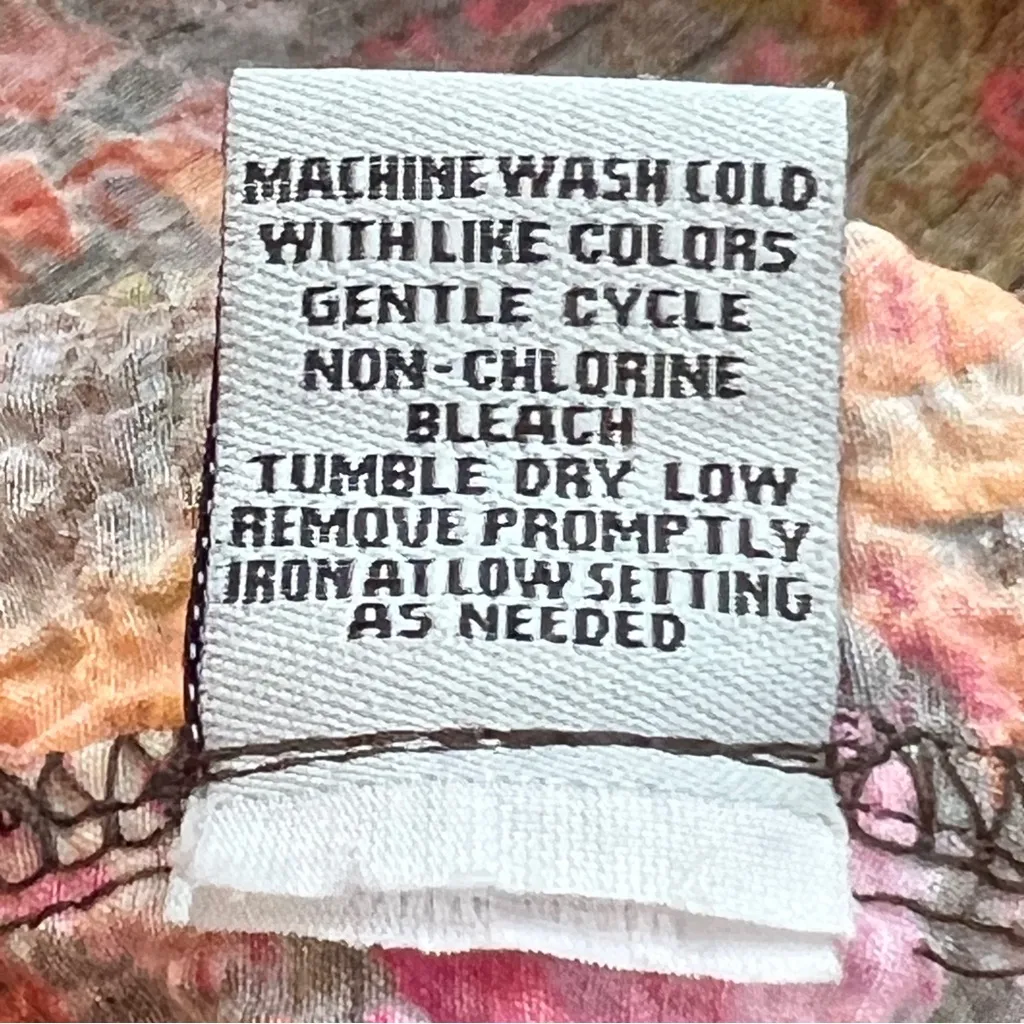 MACHINE WASH COLD
WITH LIKE COLORS
GENTLE CYCLE
NON-CHLORINE
BLEACH
TUMBLE DRY LOW
REMOVE PROMPTLY
IRON AT LOW SETTING
AS NEEDED